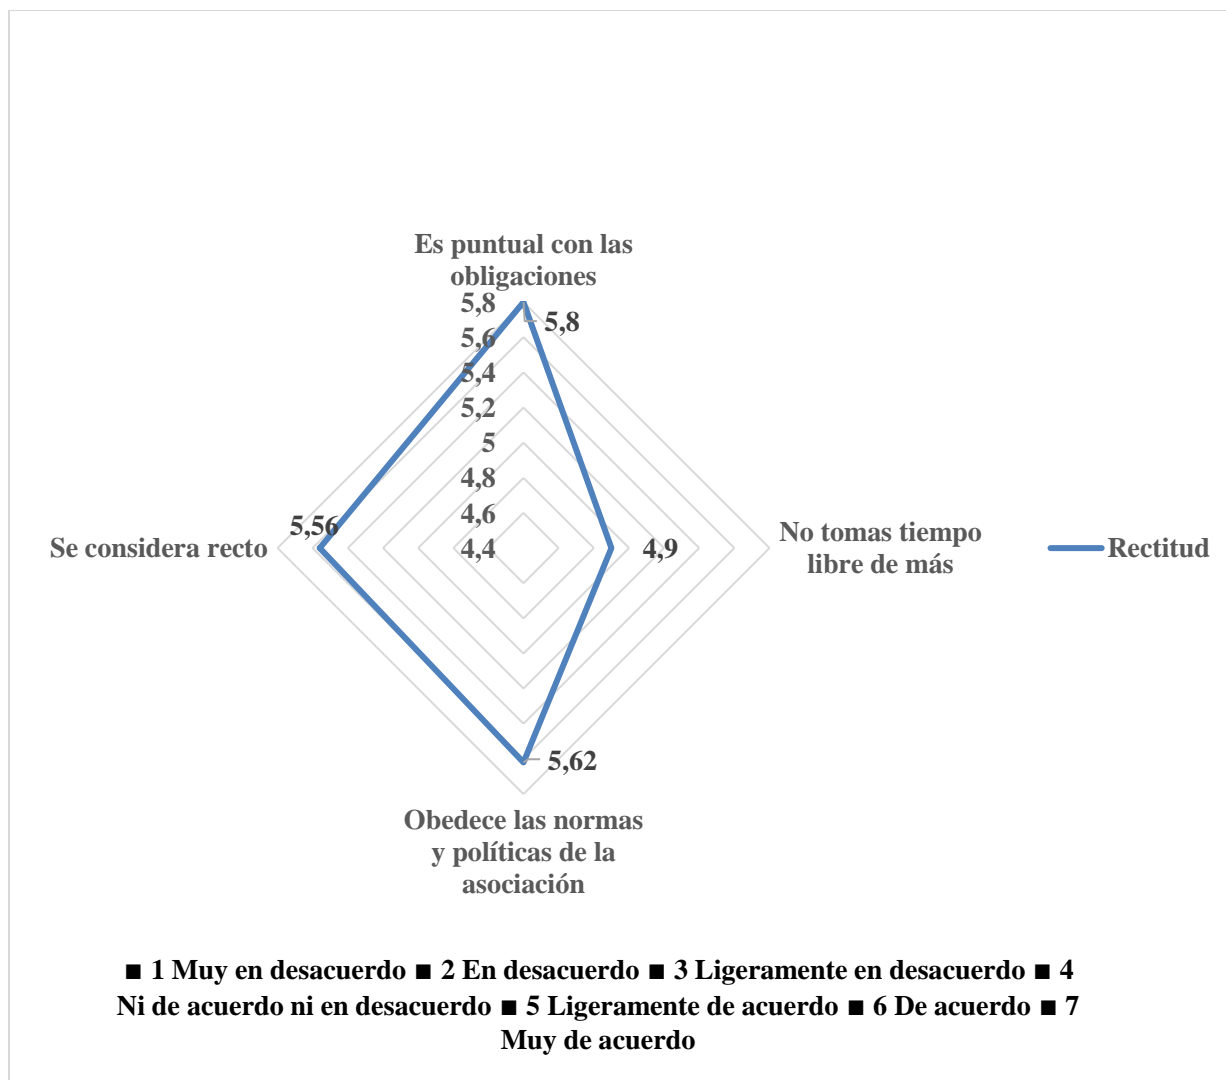 Es puntual con las
obligaciones
5,8
5,8
5,6
5,4
5,2
5
4,8
4,6
4,4
5,56
Se considera recto
4,9
No tomas tiempo
libre de más
Rectitud
5,62
Obedece las normas
y políticas de la
asociación
■ 1 Muy en desacuerdo ■ 2 En desacuerdo ■ 3 Ligeramente en desacuerdo ■ 4
Ni de acuerdo ni en desacuerdo ■ 5 Ligeramente de acuerdo ■ 6 De acuerdo ■ 7
Muy de acuerdo